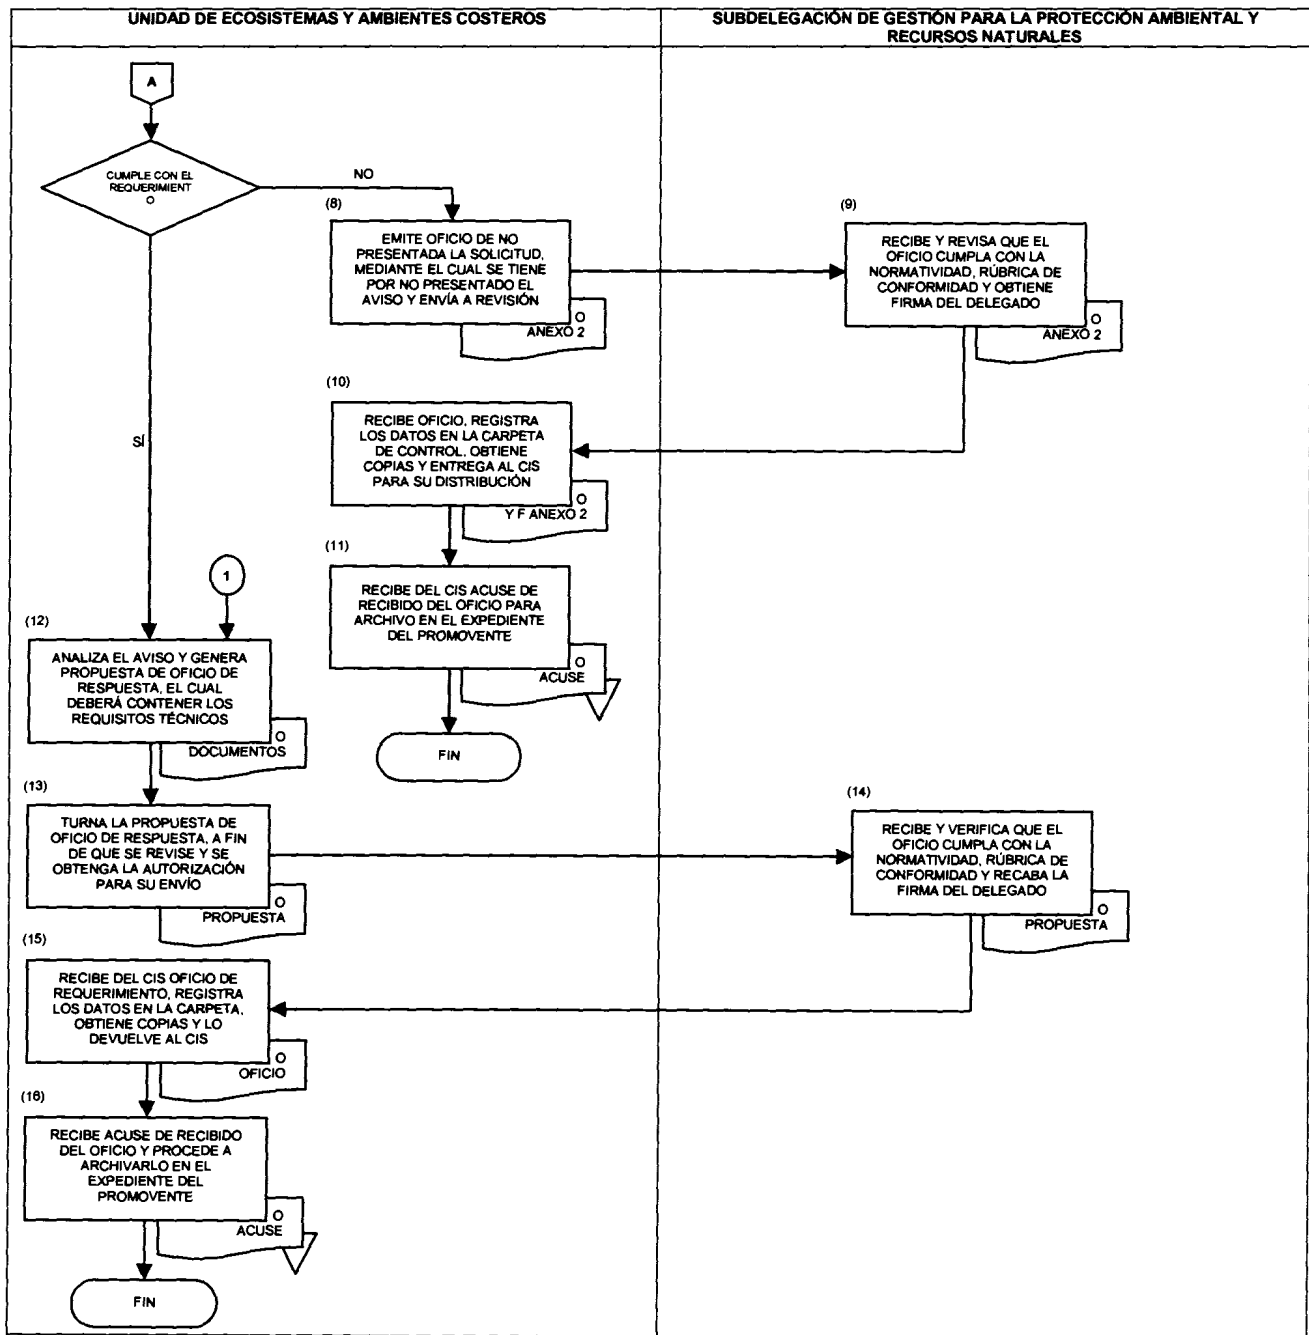 UNIDAD DE ECOSISTEMAS Y AMBIENTES COSTEROS
SUBDELEGACIÓN DE GESTIÓN PARA LA PROTECCIÓN AMBIENTAL Y
RECURSOS NATURALES
A
CUMPLE CON EL
REQUERIMIENT
O
NO
SÍ
(8)
EMITE OFICIO DE NO
PRESENTADA LA SOLICITUD,
MEDIANTE EL CUAL SE TIENE
POR NO PRESENTADO EL
AVISO Y ENVÍA A REVISIÓN
O
ANEXO 2
(9)
RECIBE Y REVISA QUE EL
OFICIO CUMPLA CON LA
NORMATIVIDAD, RÚBRICA DE
CONFORMIDAD Y OBTIENE
FIRMA DEL DELEGADO
O
ANEXO 2
(10)
RECIBE OFICIO, REGISTRA
LOS DATOS EN LA CARPETA
DE CONTROL, OBTIENE
COPIAS Y ENTREGA AL CIS
PARA SU DISTRIBUCIÓN
O
Y F ANEXO 2
(11)
RECIBE DEL CIS ACUSE DE
RECIBIDO DEL OFICIO PARA
ARCHIVO EN EL EXPEDIENTE
DEL PROMOVENTE
O
ACUSE
FIN
1
(12)
ANALIZA EL AVISO Y GENERA
PROPUESTA DE OFICIO DE
RESPUESTA, EL CUAL
DEBERÁ CONTENER LOS
REQUISITOS TÉCNICOS
O
DOCUMENTOS
(13)
TURNA LA PROPUESTA DE
OFICIO DE RESPUESTA, A FIN
DE QUE SE REVISE Y SE
OBTENGA LA AUTORIZACIÓN
PARA SU ENVÍO
O
PROPUESTA
(14)
RECIBE Y VERIFICA QUE EL
OFICIO CUMPLA CON LA
NORMATIVIDAD, RÚBRICA DE
CONFORMIDAD Y RECABA LA
FIRMA DEL DELEGADO
O
PROPUESTA
(15)
RECIBE DEL CIS OFICIO DE
REQUERIMIENTO, REGISTRA
LOS DATOS EN LA CARPETA,
OBTIENE COPIAS Y LO
DEVUELVE AL CIS
O
OFICIO
(16)
RECIBE ACUSE DE RECIBIDO
DEL OFICIO Y PROCEDE A
ARCHIVARLO EN EL
EXPEDIENTE DEL
PROMOVENTE
O
ACUSE
FIN